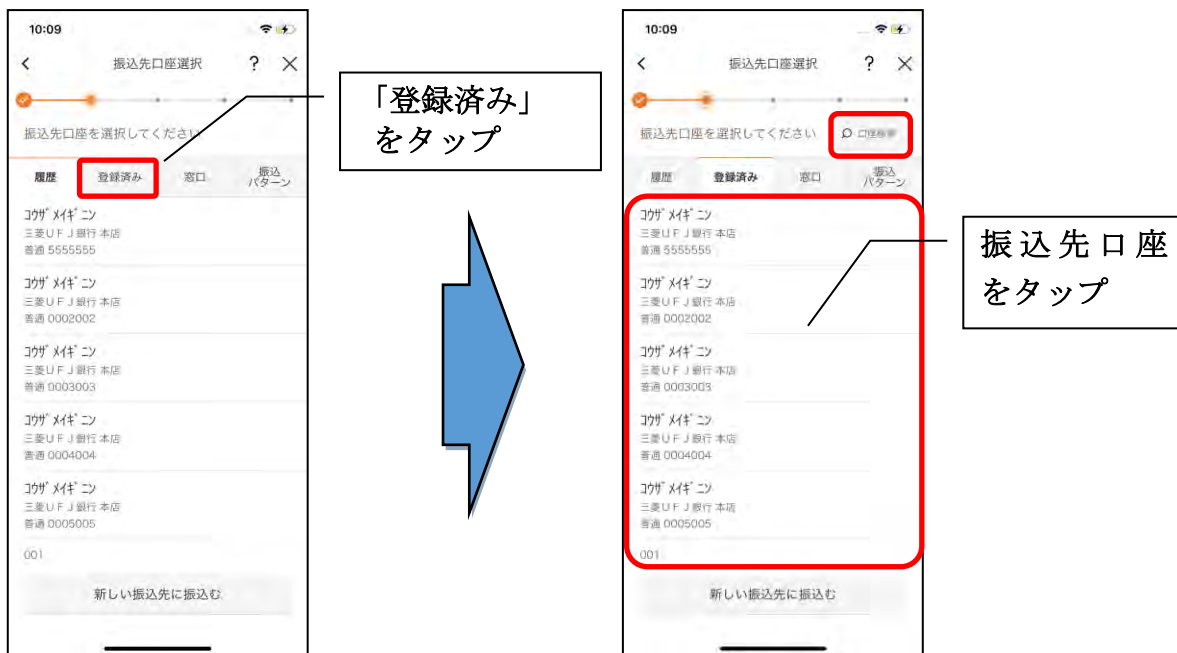 10:09
振込先口座選択 ?
振込先口座を選択してください
履歴 登録済み 窓口 振込
パターン
コウザ メイギニン
三菱UFJ銀行 本店
普通 5555555
コウザ メイギニン
三菱UFJ銀行 本店
普通 0002002
コウザ メイギニン
三菱UFJ銀行 本店
普通 0003003
コウザ メイギニン
三菱UFJ銀行 本店
普通 0004004
コウザ メイギニン
三菱UFJ銀行 本店
普通 0005005
001
新しい振込先に振込む
「登録済み」
をタップ
10:09
振込先口座選択 ?
振込先口座を選択してください 口座検索
履歴 登録済み 窓口 振込
パターン
コウザ メイギニン
三菱UFJ銀行 本店
普通 5555555
コウザ メイギニン
三菱UFJ銀行 本店
普通 0002002
コウザ メイギニン
三菱UFJ銀行 本店
普通 0003003
コウザ メイギニン
三菱UFJ銀行 本店
普通 0004004
コウザ メイギニン
三菱UFJ銀行 本店
普通 0005005
001
新しい振込先に振込む
振込先口座
をタップ